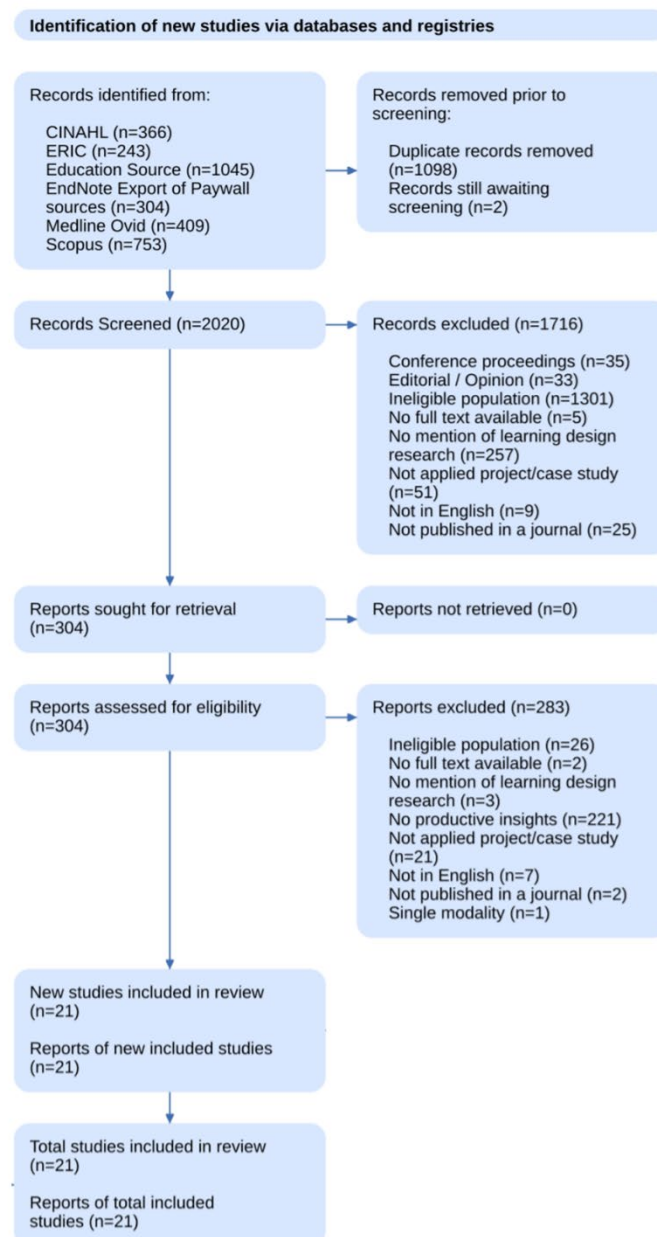 Identification of new studies via databases and registries
Records identified from:
CINAHL (n=366)
ERIC (n=243)
Education Source (n=1045)
EndNote Export of Paywall
sources (n=304)
Medline Ovid (n=409)
Scopus (n=753)
Records removed prior to
screening:
Duplicate records removed
(n=1098)
Records still awaiting
screening (n=2)
Records Screened (n=2020)
Records excluded (n=1716)
Conference proceedings (n=35)
Editorial / Opinion (n=33)
Ineligible population (n=1301)
No full text available (n=5)
No mention of learning design
research (n=257)
Not applied project/case study
(n=51)
Not in English (n=9)
Not published in a journal (n=25)
Reports sought for retrieval
(n=304)
Reports not retrieved (n=0)
Reports assessed for eligibility
(n=304)
Reports excluded (n=283)
Ineligible population (n=26)
No full text available (n=2)
No mention of learning design
research (n=3)
No productive insights (n=221)
Not applied project/case study
(n=21)
Not in English (n=7)
Not published in a journal (n=2)
Single modality (n=1)
New studies included in review
(n=21)
Reports of new included studies
(n=21)
Total studies included in review
(n=21)
Reports of total included
studies (n=21)